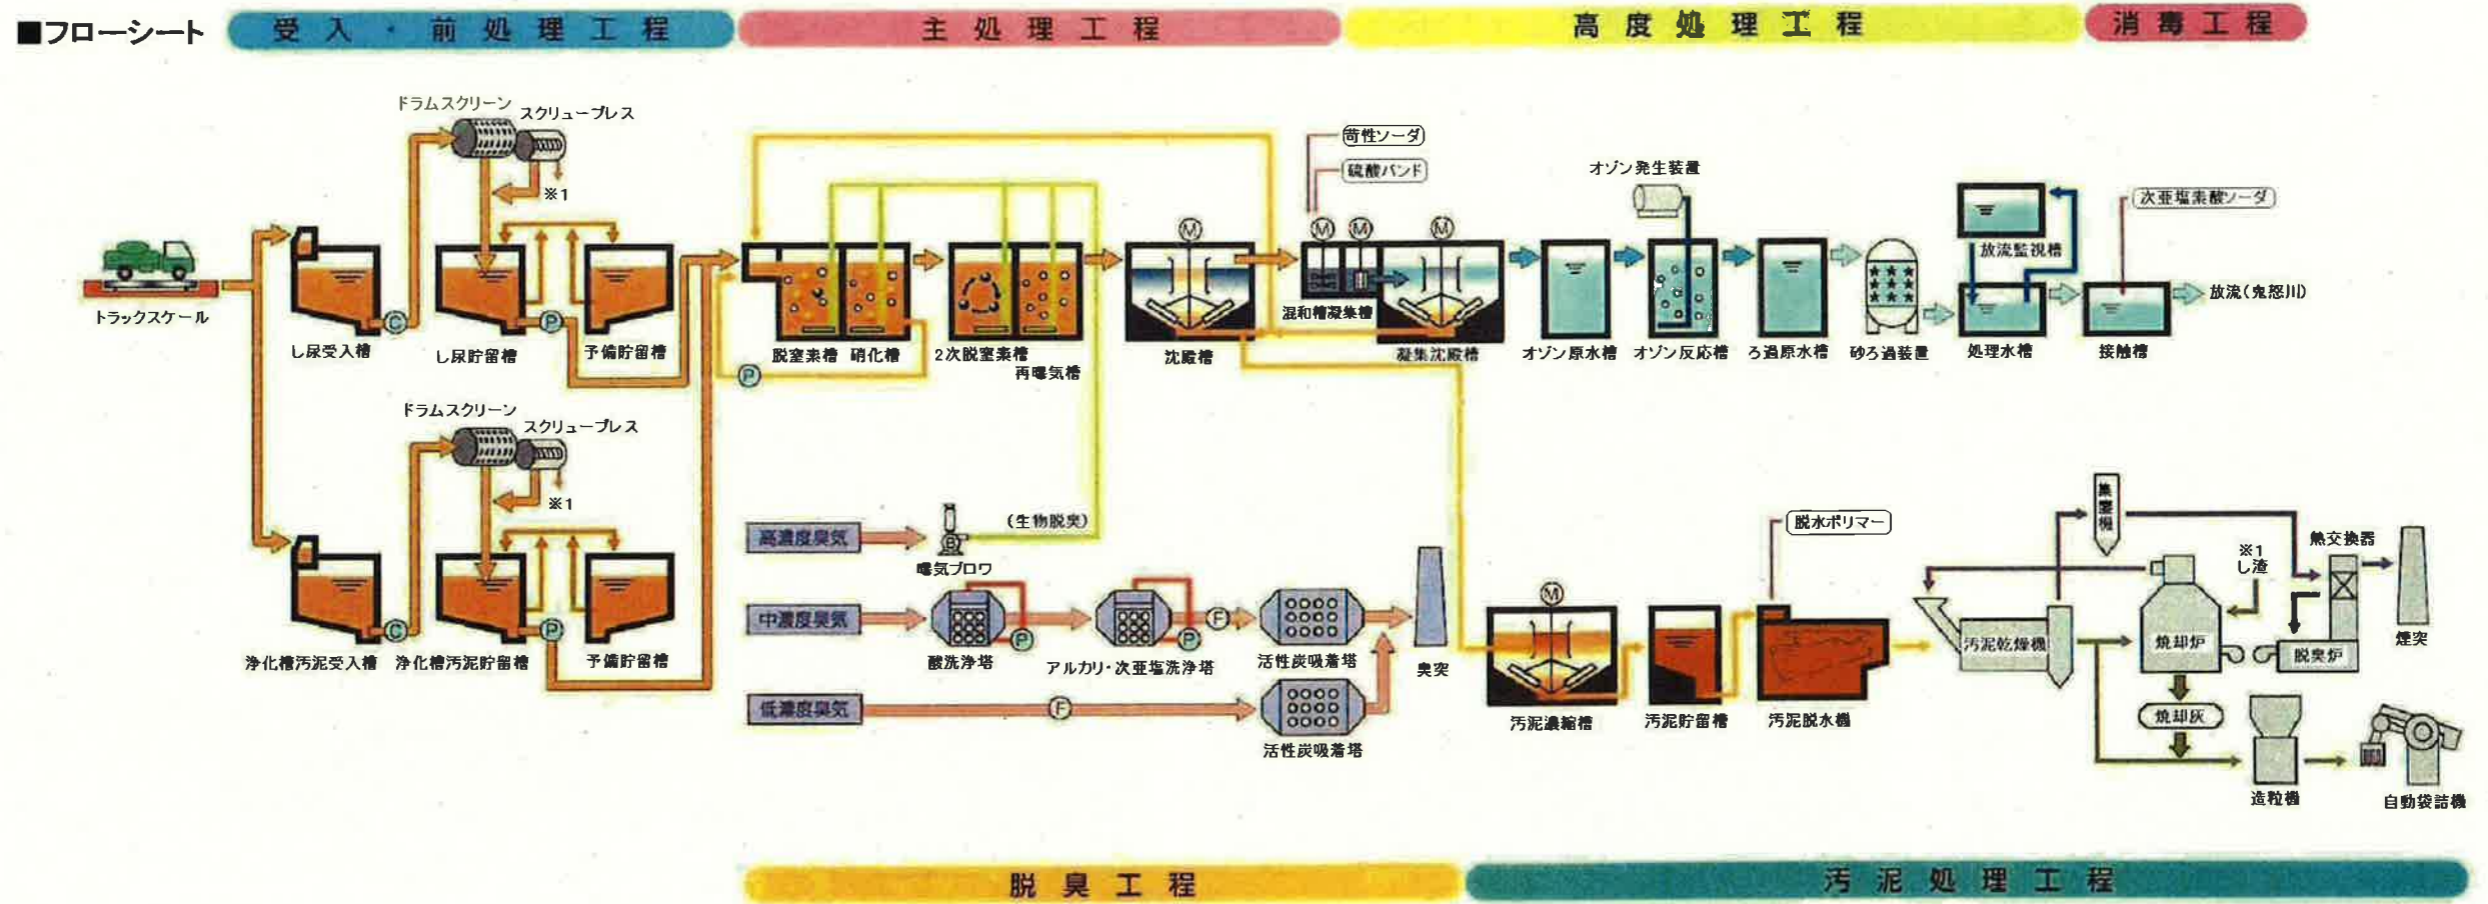 ■フローシート
受入・前処理工程
主処理工程
高度処理工程
消毒工程
ドラムスクリーン
スクリュープレス
※1
トラックスケール
し尿受入槽
C
し尿貯留槽
P
予備貯留槽
ドラムスクリーン
スクリュープレス
※1
浄化槽汚泥受入槽
C
浄化槽汚泥貯留槽
P
予備貯留槽
脱窒素槽
硝化槽
P
2次脱窒素槽
再曝気槽
M
沈殿槽
苛性ソーダ
硫酸バンド
M
M
混和槽凝集槽
M
凝集沈殿槽
オゾン原水槽
オゾン発生装置
オゾン反応槽
ろ過原水槽
砂ろ過装置
放流監視槽
処理水槽
次亜塩素酸ソーダ
接触槽
放流(鬼怒川)
高濃度臭気
B
曝気ブロワ
(生物脱臭)
中濃度臭気
P
酸洗浄塔
P
アルカリ・次亜塩洗浄塔
F
活性炭吸着塔
臭突
低濃度臭気
F
活性炭吸着塔
M
汚泥濃縮槽
汚泥貯留槽
脱水ポリマー
汚泥脱水機
汚泥乾燥機
集塵機
※1
し渣
焼却炉
焼却灰
熱交換器
脱臭炉
煙突
造粒機
自動袋詰機
脱臭工程
汚泥処理工程